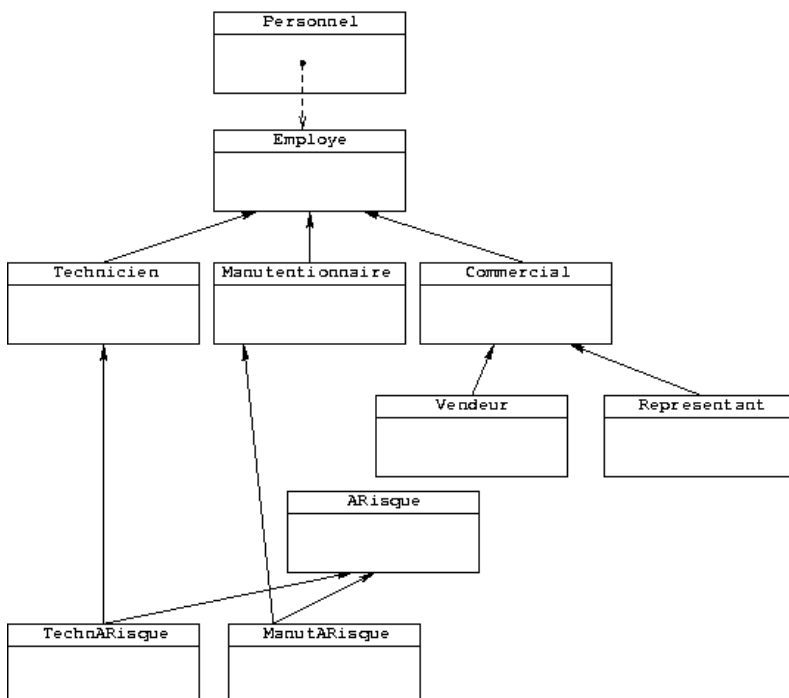 Personnel
Employe
Technicien
Manutentionnaire
Commercial
Vendeur
Representant
ARisque
TechnARisque
ManutARisque